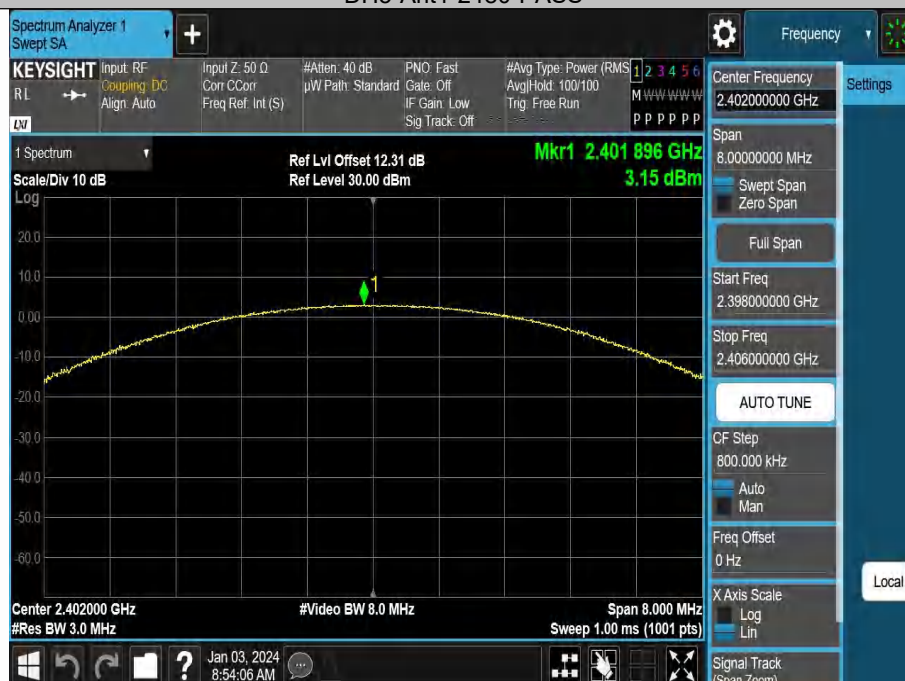 Spectrum Analyzer 1
Swept SA
+
Frequency
KEYSIGHT
RL
LXI
Input: RF
Coupling: DC
Align: Auto
Input Z: 50 Ω
Corr CCorr
Freq Ref: Int (S)
#Atten: 40 dB
µW Path: Standard
PNO: Fast
Gate: Off
IF Gain: Low
Sig Track: Off
#Avg Type: Power (RMS
Avg|Hold: 100/100
Trig: Free Run
1 2 3 4 5 6
M W W W W W
P P P P P P
Center Frequency
2.402000000 GHz
Settings
Span
8.00000000 MHz
Swept Span
Zero Span
Full Span
Start Freq
2.398000000 GHz
Stop Freq
2.406000000 GHz
AUTO TUNE
CF Step
800.000 kHz
Auto
Man
Freq Offset
0 Hz
X Axis Scale
Log
Lin
Signal Track
(Span Zoom)
Local
1 Spectrum
Scale/Div 10 dB
Log
Ref Lvl Offset 12.31 dB
Ref Level 30.00 dBm
Mkr1 2.401 896 GHz
3.15 dBm
20.0
10.0
0.00
-10.0
-20.0
-30.0
-40.0
-50.0
-60.0
1
Center 2.402000 GHz
#Res BW 3.0 MHz
#Video BW 8.0 MHz
Span 8.000 MHz
Sweep 1.00 ms (1001 pts)
?
Jan 03, 2024
8:54:06 AM